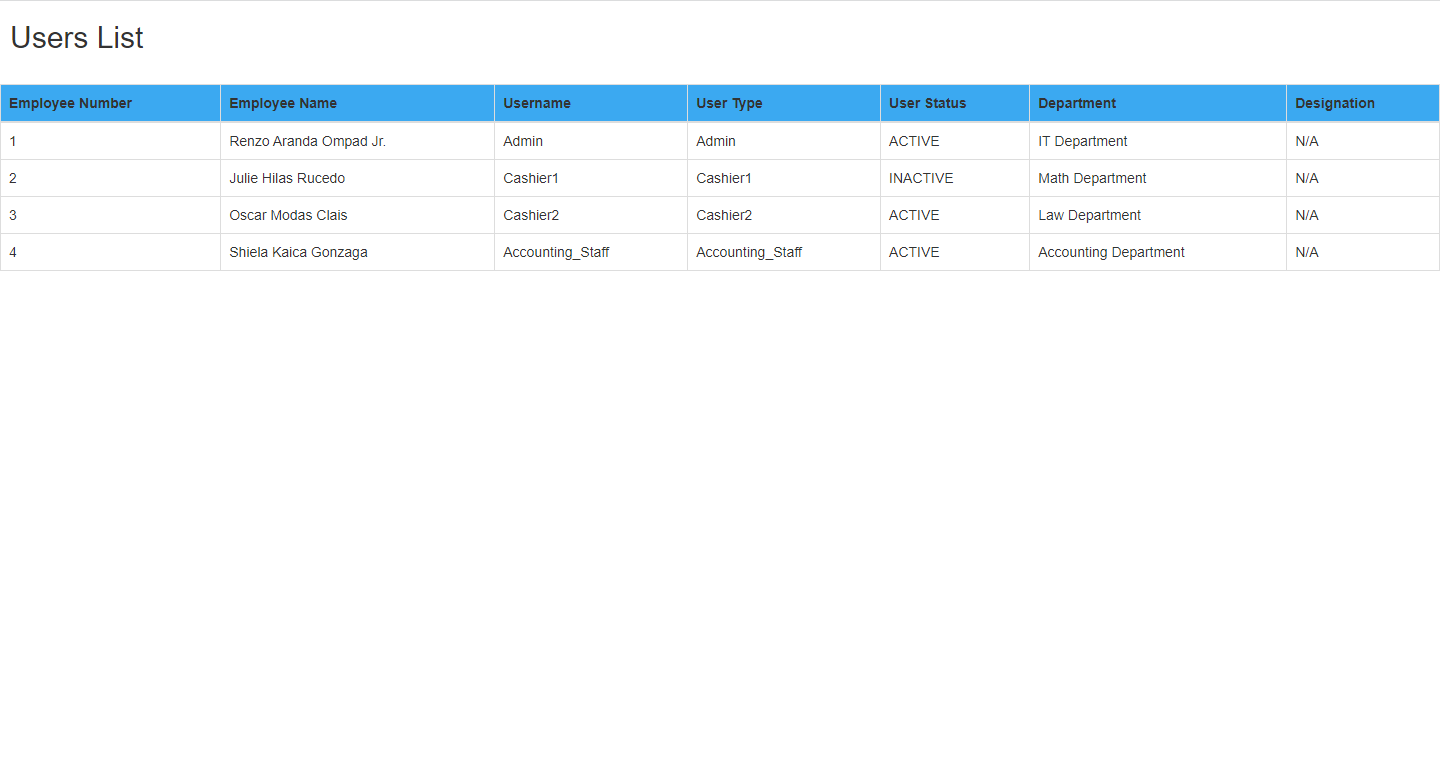 Users List
Employee Number Employee Name Username User Type User Status Department Designation
1 Renzo Aranda Ompad Jr. Admin Admin ACTIVE IT Department N/A
2 Julie Hilas Rucedo Cashier1 Cashier1 INACTIVE Math Department N/A
3 Oscar Modas Clais Cashier2 Cashier2 ACTIVE Law Department N/A
4 Shiela Kaica Gonzaga Accounting_Staff Accounting_Staff ACTIVE Accounting Department N/A